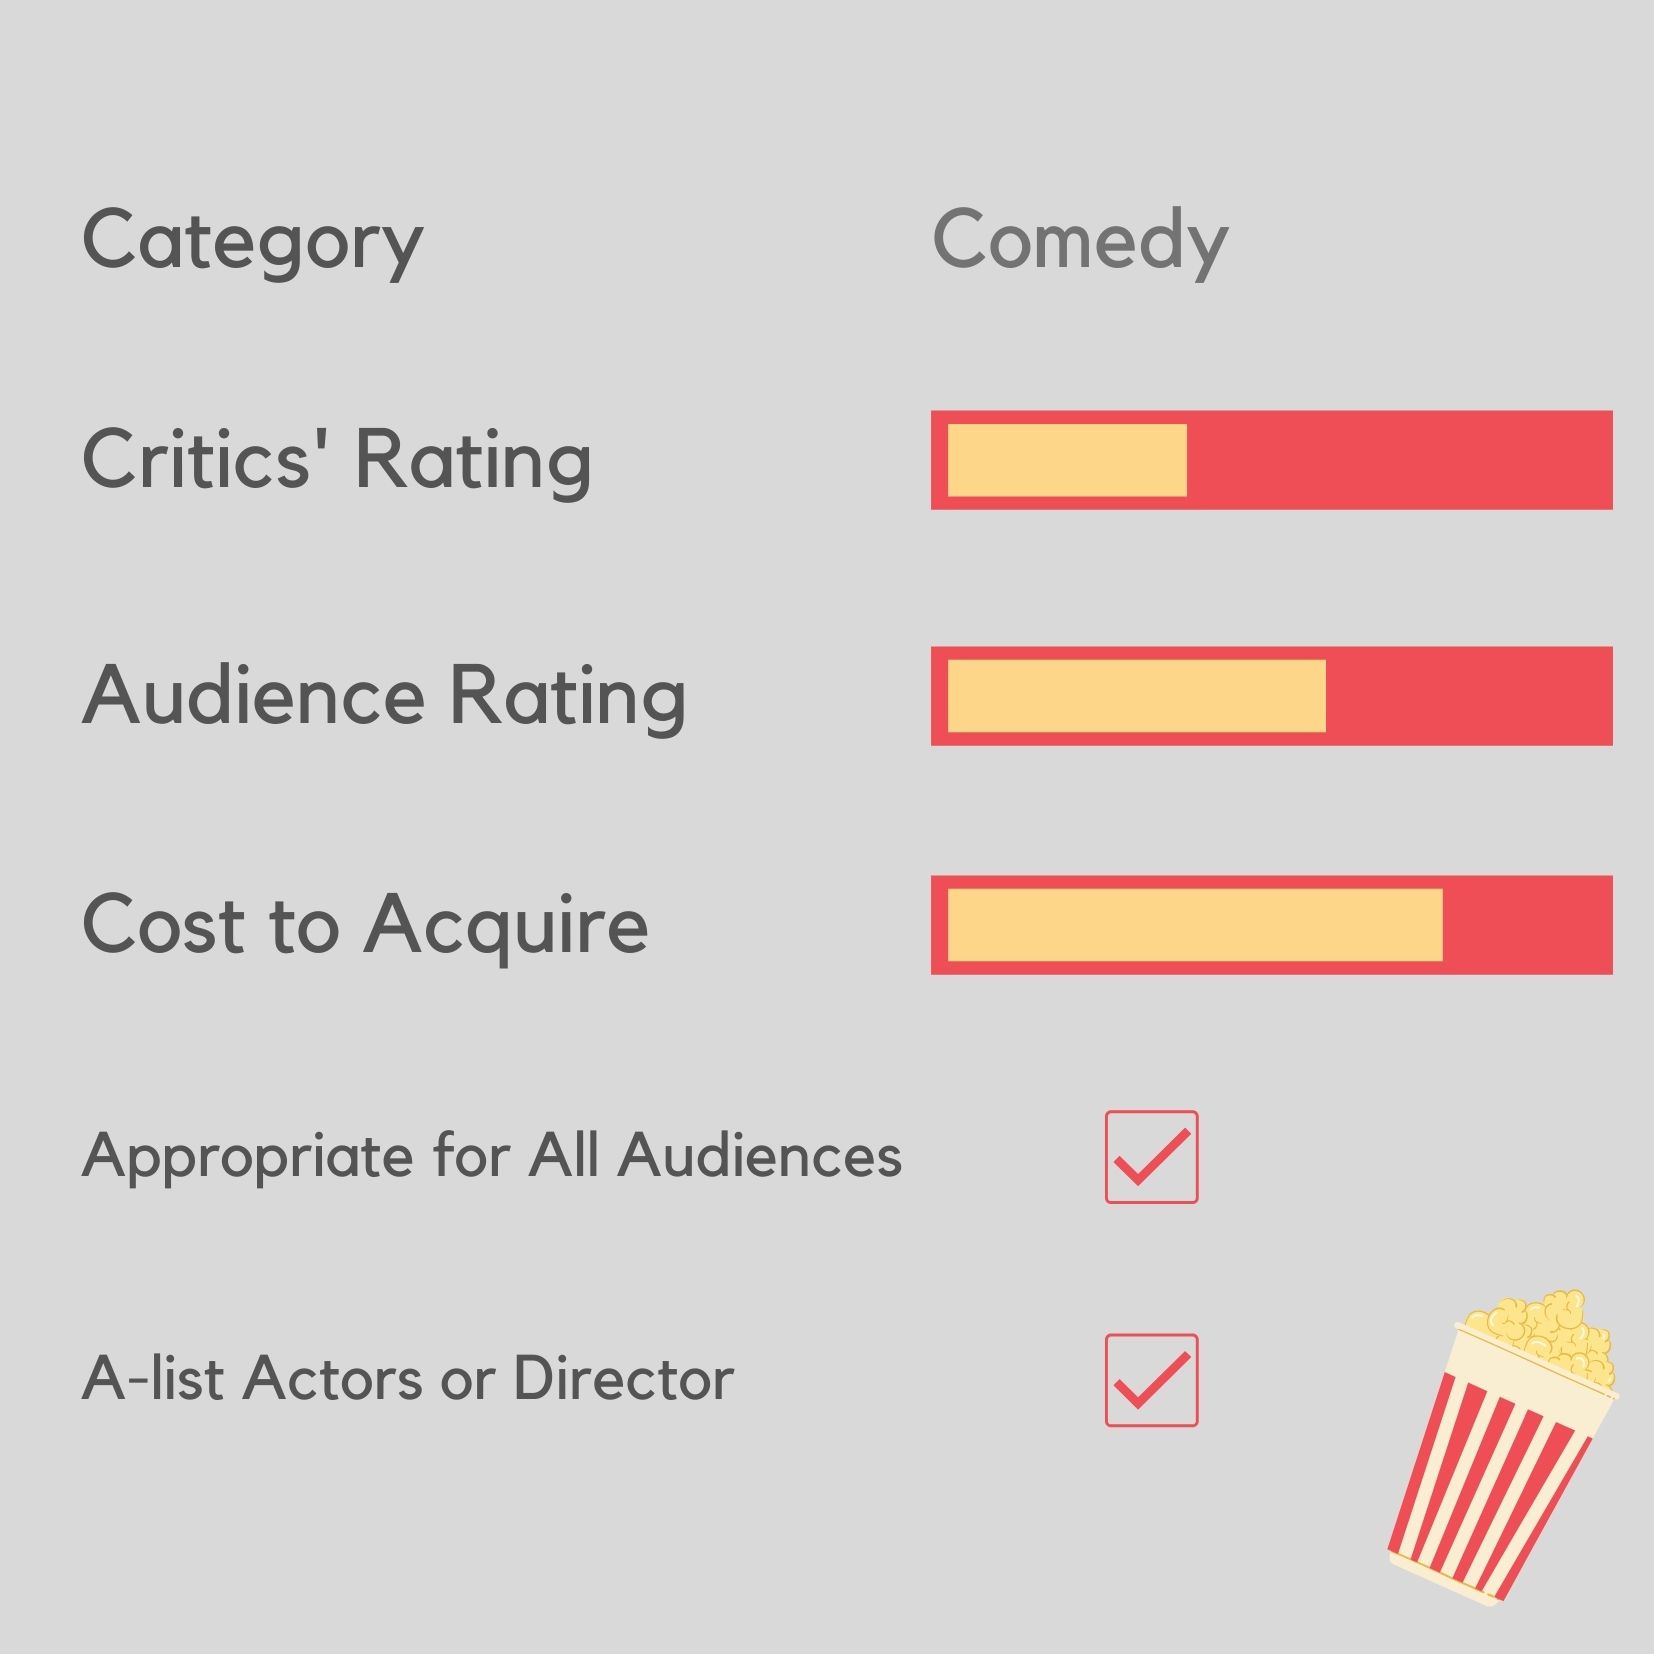 Category Comedy
Critics' Rating
Audience Rating
Cost to Acquire
Appropriate for All Audiences
A-list Actors or Director